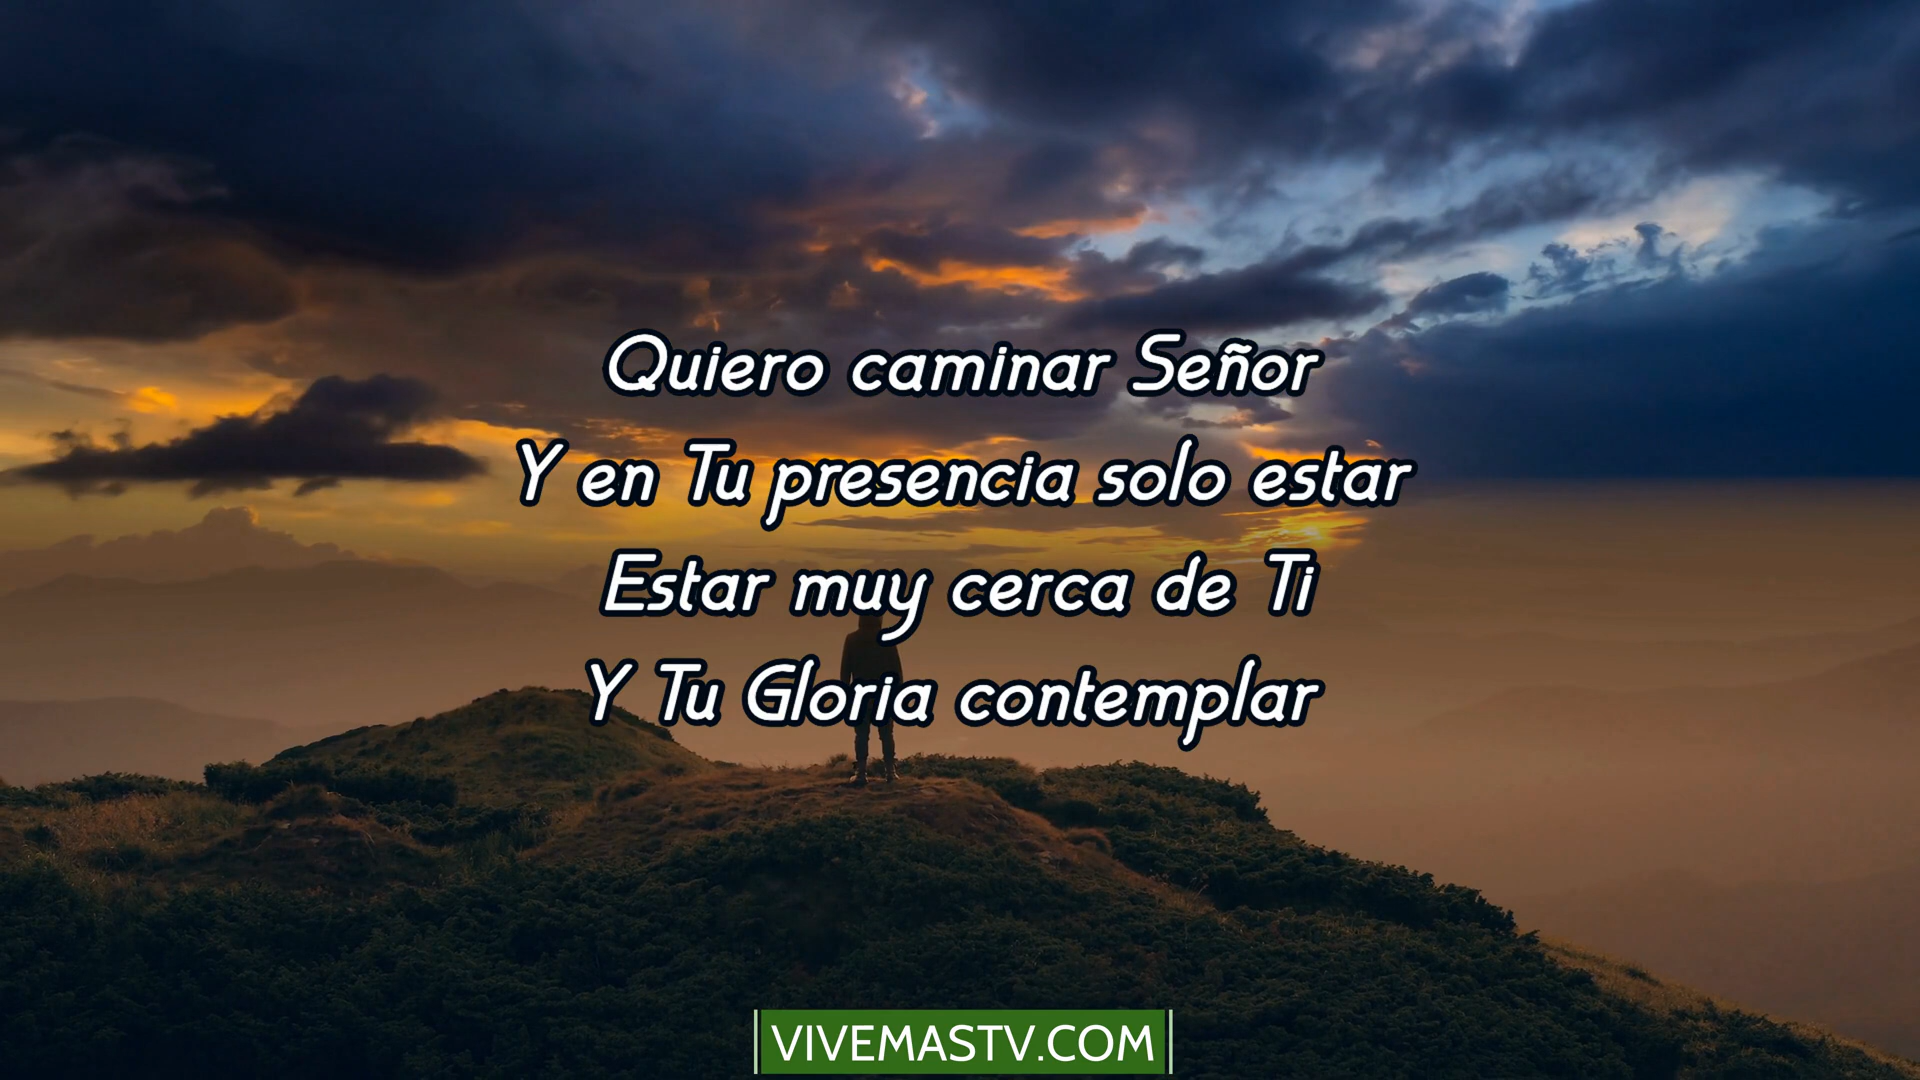 Quiero caminar Señor
Y en Tu presencia solo estar
Estar muy cerca de Ti
Y Tu Gloria contemplar
VIVEMASTV.COM